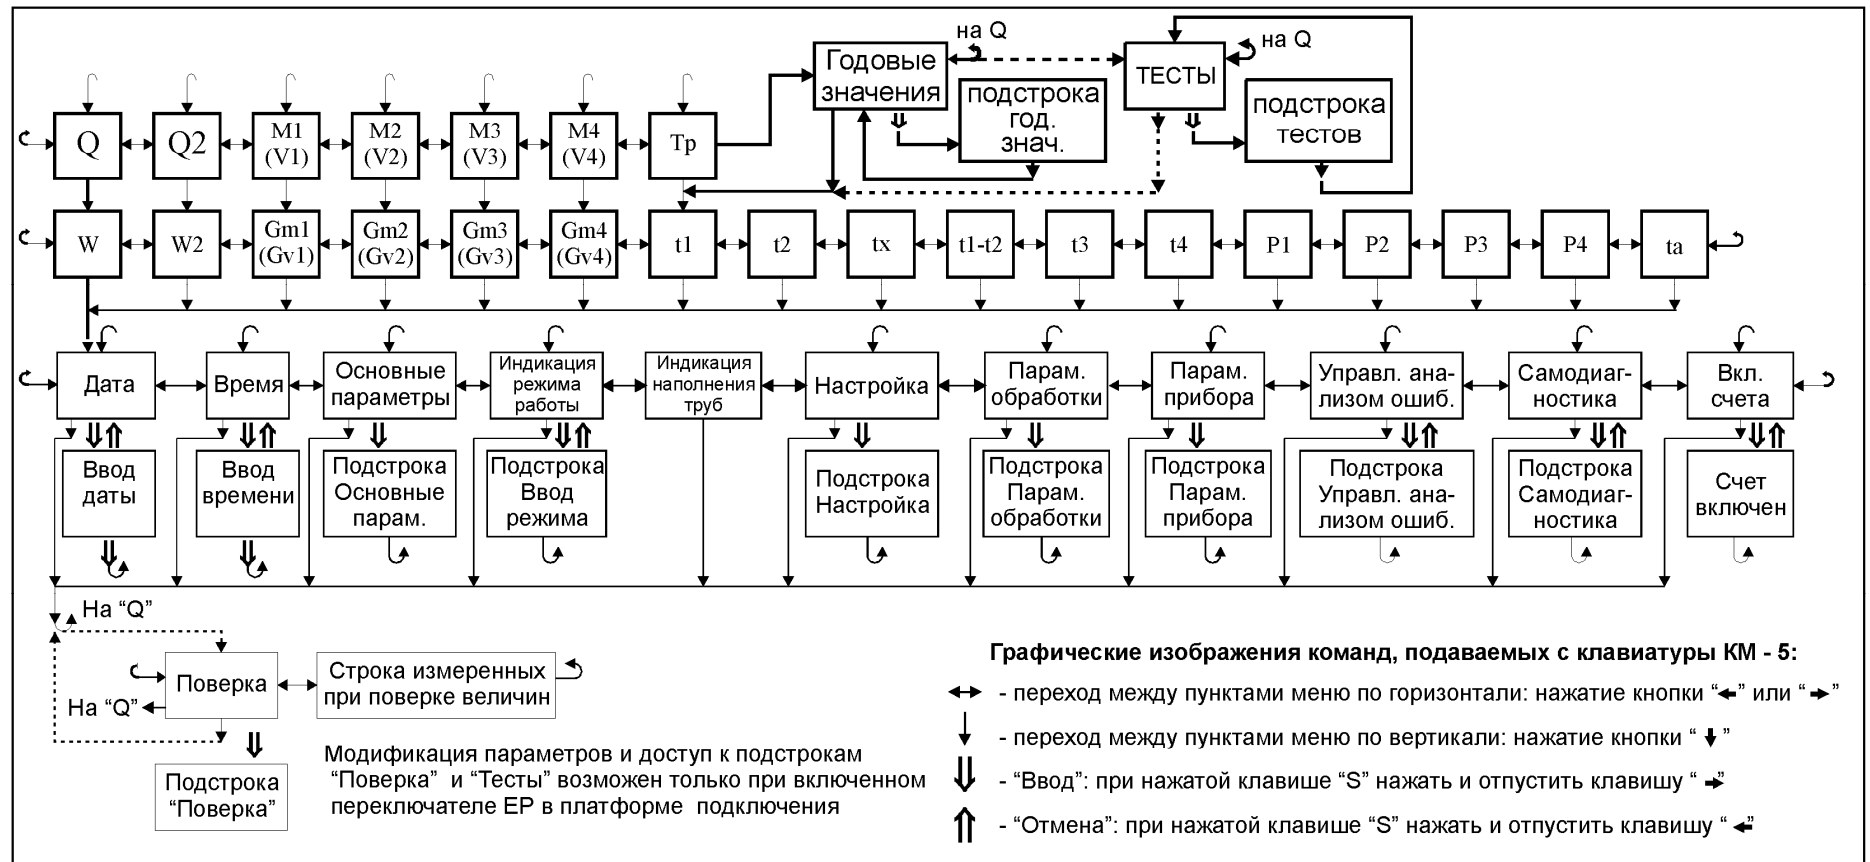 на Q
на Q
Годовые
значения
ТЕСТЫ
подстрока
год.
знач.
подстрока
тестов
Q
Q2
M1
(V1)
M2
(V2)
M3
(V3)
M4
(V4)
Тр
W
W2
Gm1
(Gv1)
Gm2
(Gv2)
Gm3
(Gv3)
Gm4
(Gv4)
t1
t2
tx
t1-t2
t3
t4
P1
P2
P3
P4
ta
Дата
Время
Основные
параметры
Индикация
режима
работы
Индикация
наполнения
труб
Настройка
Парам.
обработки
Парам.
прибора
Управл. ана-
лизом ошиб.
Самодиаг-
ностика
Вкл.
счета
Ввод
даты
Ввод
времени
Подстрока
Основные
парам.
Подстрока
Ввод
режима
Подстрока
Настройка
Подстрока
Парам.
обработки
Подстрока
Парам.
прибора
Подстрока
Управл. ана-
лизом ошиб.
Подстрока
Самодиаг-
ностика
Счет
включен
На “Q”
Поверка
Строка измеренных
при поверке величин
На “Q”
Подстрока
“Поверка”
Модификация параметров и доступ к подстрокам
“Поверка” и “Тесты” возможен только при включенном
переключателе ЕР в платформе подключения
Графические изображения команд, подаваемых с клавиатуры КМ - 5:
- переход между пунктами меню по горизонтали: нажатие кнопки “←” или “→”
- переход между пунктами меню по вертикали: нажатие кнопки “↓”
- “Ввод”: при нажатой клавише “S” нажать и отпустить клавишу “→
- “Отмена”: при нажатой клавише “S” нажать и отпустить клавишу “←”